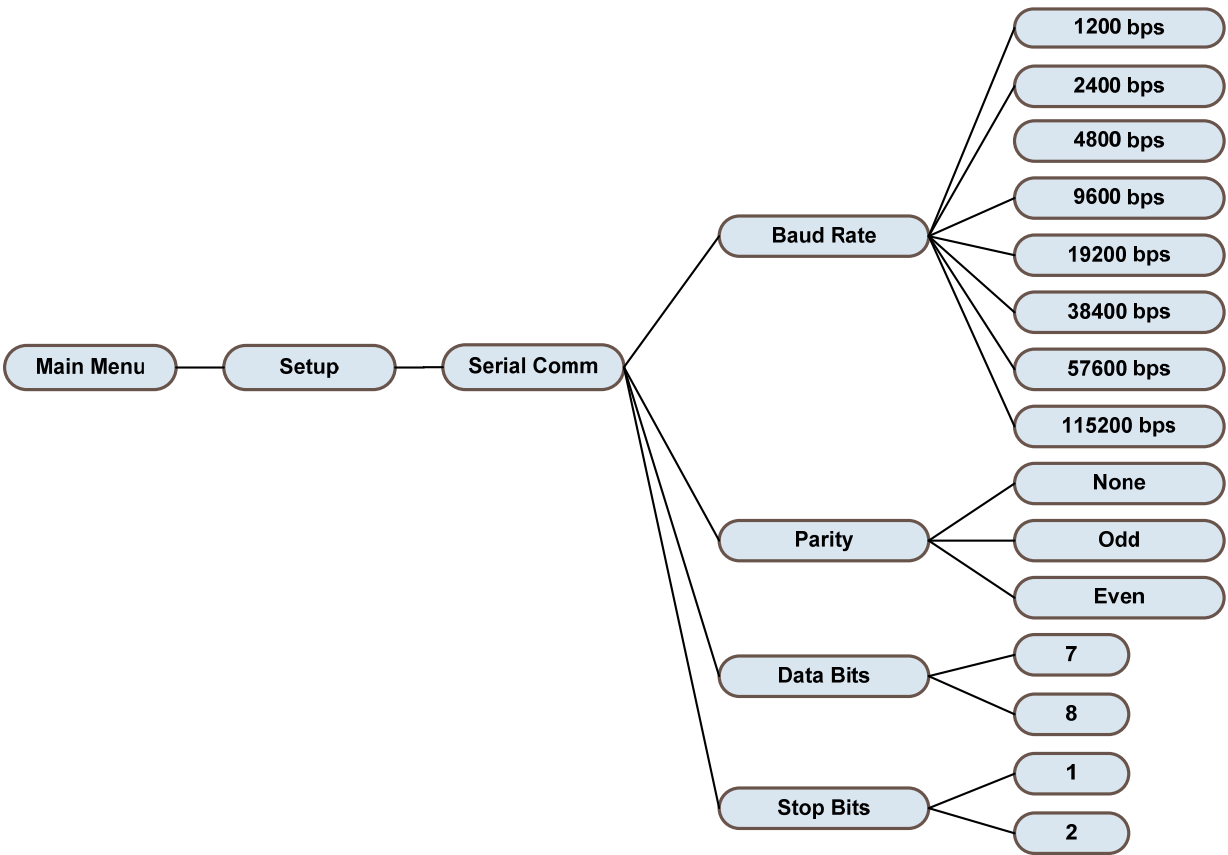 Main Menu
Setup
Serial Comm
Baud Rate
1200 bps
2400 bps
4800 bps
9600 bps
19200 bps
38400 bps
57600 bps
115200 bps
Parity
None
Odd
Even
Data Bits
7
8
Stop Bits
1
2